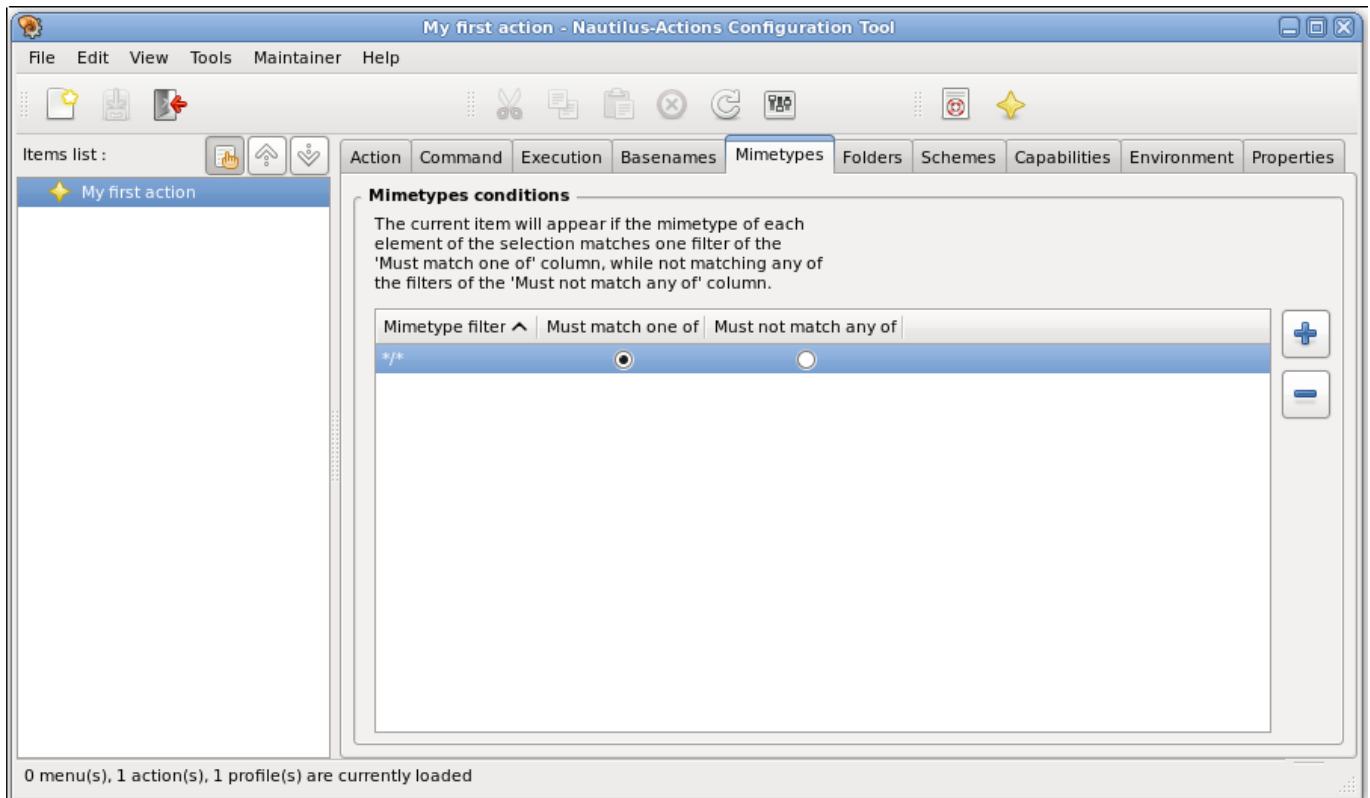 My first action - Nautilus-Actions Configuration Tool
File Edit View Tools Maintainer Help
Items list :
Action Command Execution Basenames Mimetypes Folders Schemes Capabilities Environment Properties
My first action
Mimetypes conditions
The current item will appear if the mimetype of each
element of the selection matches one filter of the
'Must match one of' column, while not matching any of
the filters of the 'Must not match any of' column.
Mimetype filter Must match one of Must not match any of
*/*
0 menu(s), 1 action(s), 1 profile(s) are currently loaded